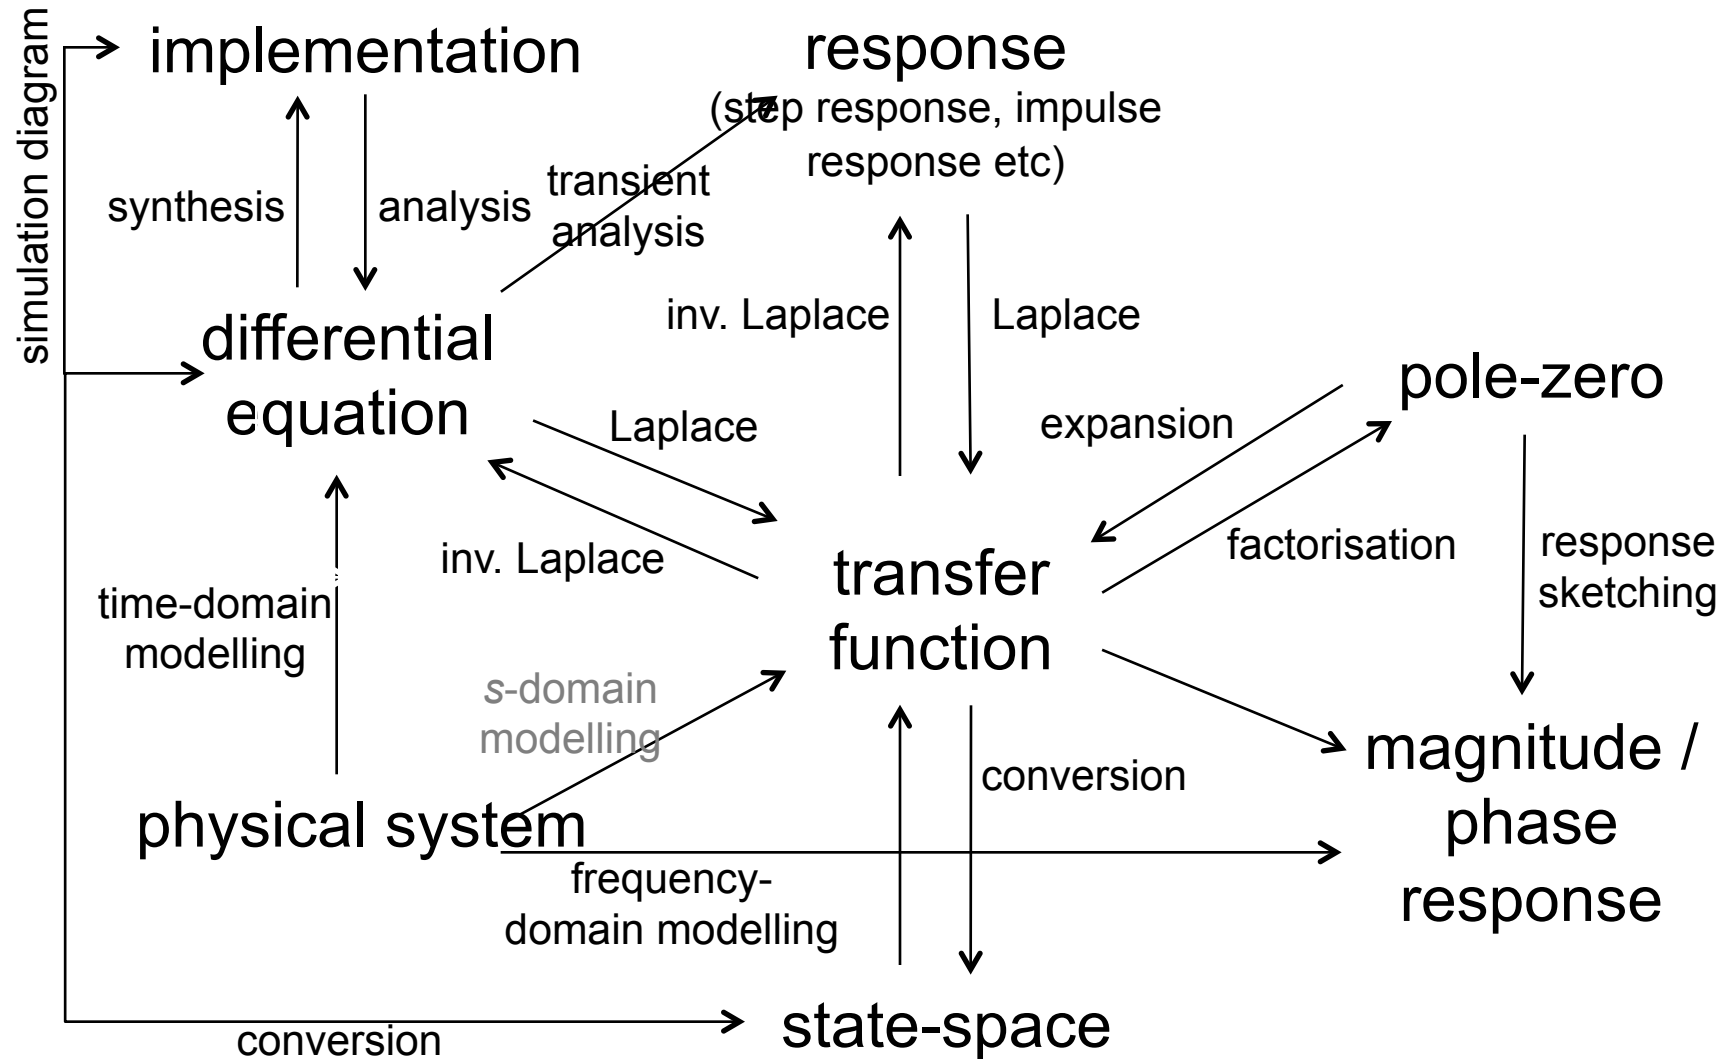 simulation diagram
implementation
response
(step response, impulse
response etc)
synthesis
analysis
transient
analysis
inv. Laplace
Laplace
differential
equation
pole-zero
Laplace
expansion
inv. Laplace
transfer
function
factorisation
response
sketching
time-domain
modelling
s-domain
modelling
conversion
magnitude /
phase
response
physical system
frequency-
domain modelling
state-space
conversion